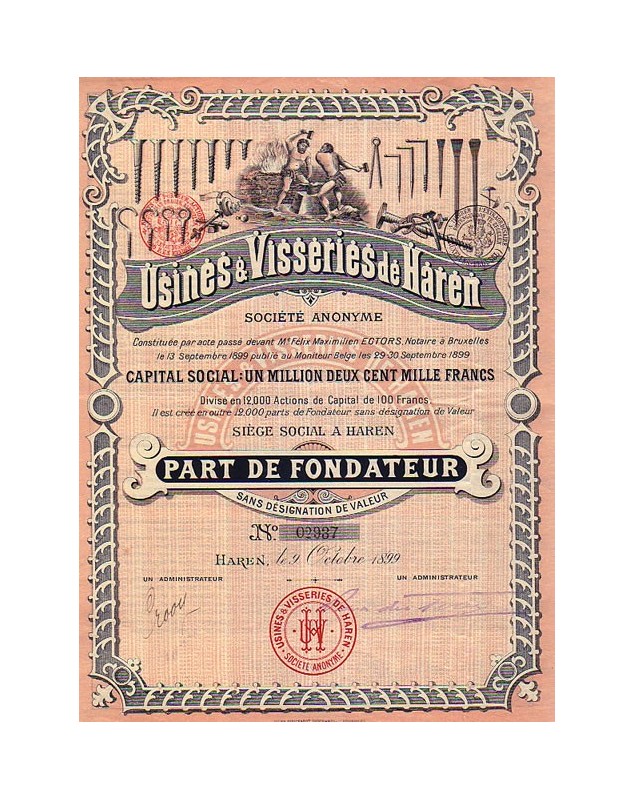 Usines & Visseries de Haren
SOCIÉTÉ ANONYME
Constituée par acte passé devant Mᵉ Félix Maximilien ECTORS, Notaire à Bruxelles
le 13 Septembre 1899 publié au Moniteur Belge les 29-30 Septembre 1899
CAPITAL SOCIAL: UN MILLION DEUX CENT MILLE FRANCS
Divisé en 12,000 Actions de Capital de 100 Francs.
Il est créé en outre 12.000 parts de Fondateur sans désignation de Valeur
SIÈGE SOCIAL A HAREN
PART DE FONDATEUR
SANS DÉSIGNATION DE VALEUR
Nº 02937
HAREN, le 9 Octobre 1899
UN ADMINISTRATEUR
UN ADMINISTRATEUR
USINES & VISSERIES DE HAREN
SOCIÉTÉ ANONYME